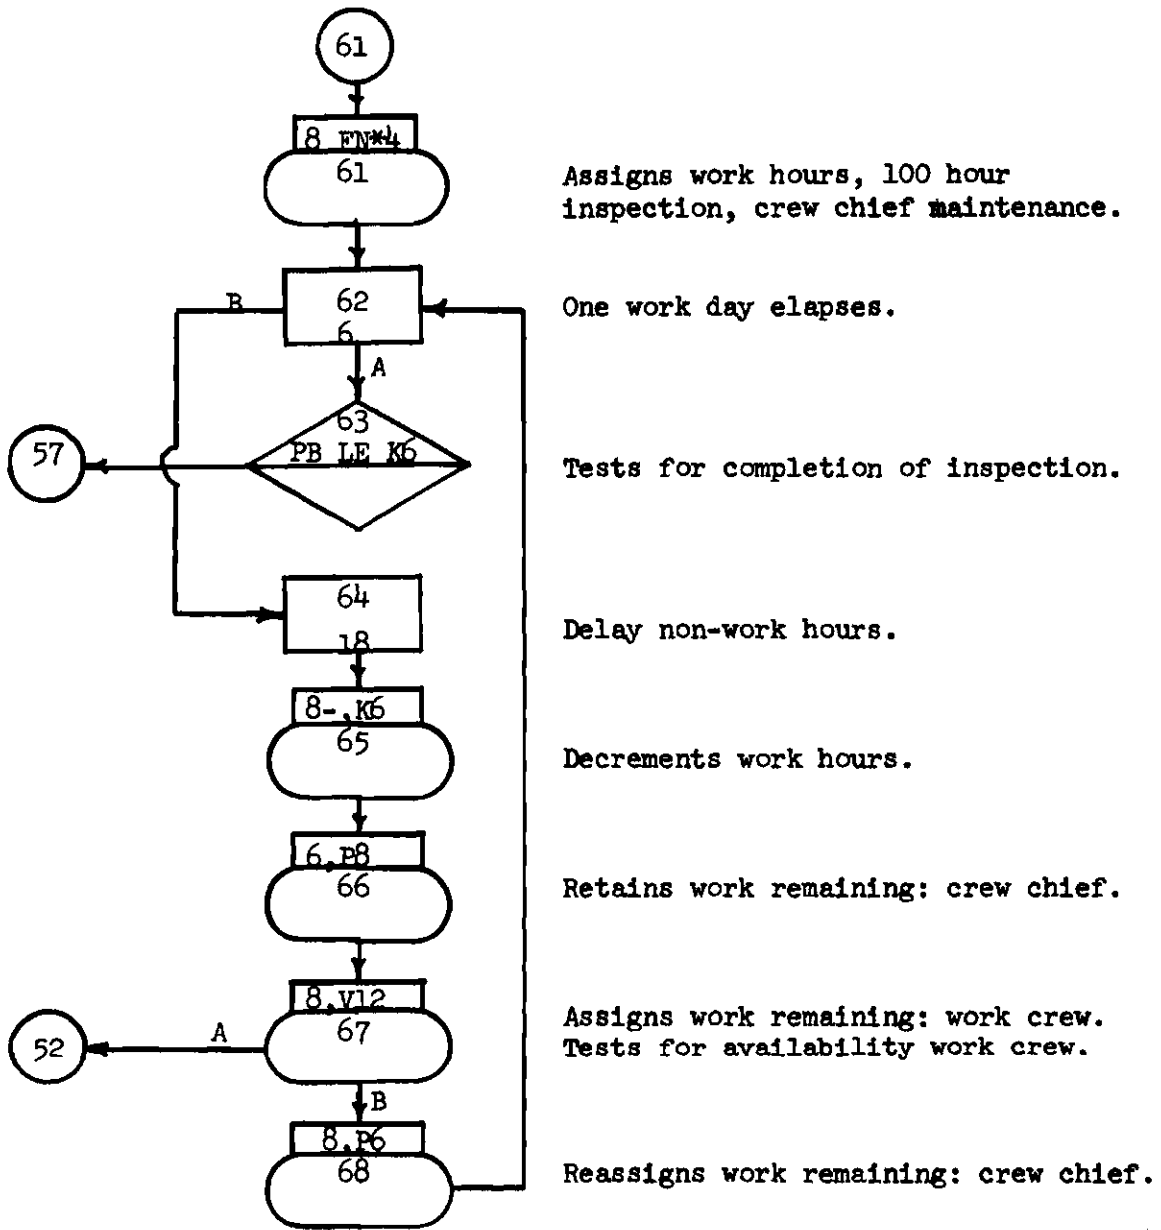 61
8 FN*4
61
Assigns work hours, 100 hour
inspection, crew chief maintenance.
B
62
6
One work day elapses.
A
57
63
PB LE K6
Tests for completion of inspection.
64
18
Delay non-work hours.
8-,K6
65
Decrements work hours.
6,P8
66
Retains work remaining: crew chief.
8,V12
67
Assigns work remaining: work crew.
Tests for availability work crew.
52
A
B
8,P6
68
Reassigns work remaining: crew chief.